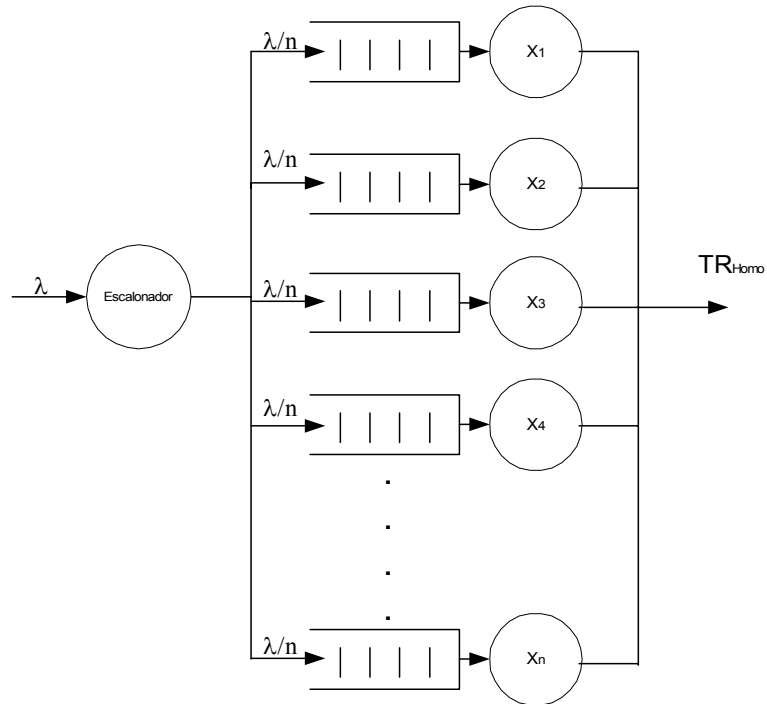 λ/n
X1
λ/n
X2
λ
Escalonador
λ/n
X3
TRHomo
λ/n
X4
λ/n
Xn